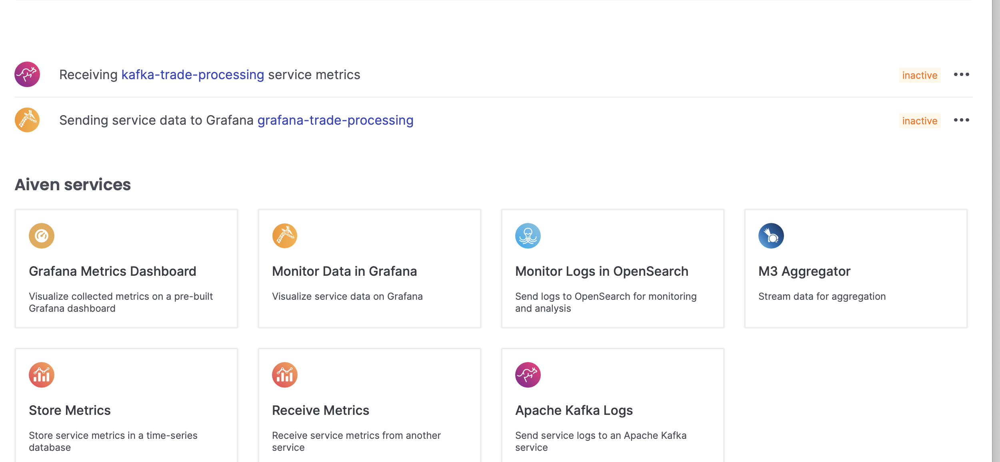 Receiving kafka-trade-processing service metrics
inactive
Sending service data to Grafana grafana-trade-processing
inactive
Aiven services
Grafana Metrics Dashboard
Visualize collected metrics on a pre-built
Grafana dashboard
Monitor Data in Grafana
Visualize service data on Grafana
Monitor Logs in OpenSearch
Send logs to OpenSearch for monitoring
and analysis
M3 Aggregator
Stream data for aggregation
Store Metrics
Store service metrics in a time-series
database
Receive Metrics
Receive service metrics from another
service
Apache Kafka Logs
Send service logs to an Apache Kafka
service